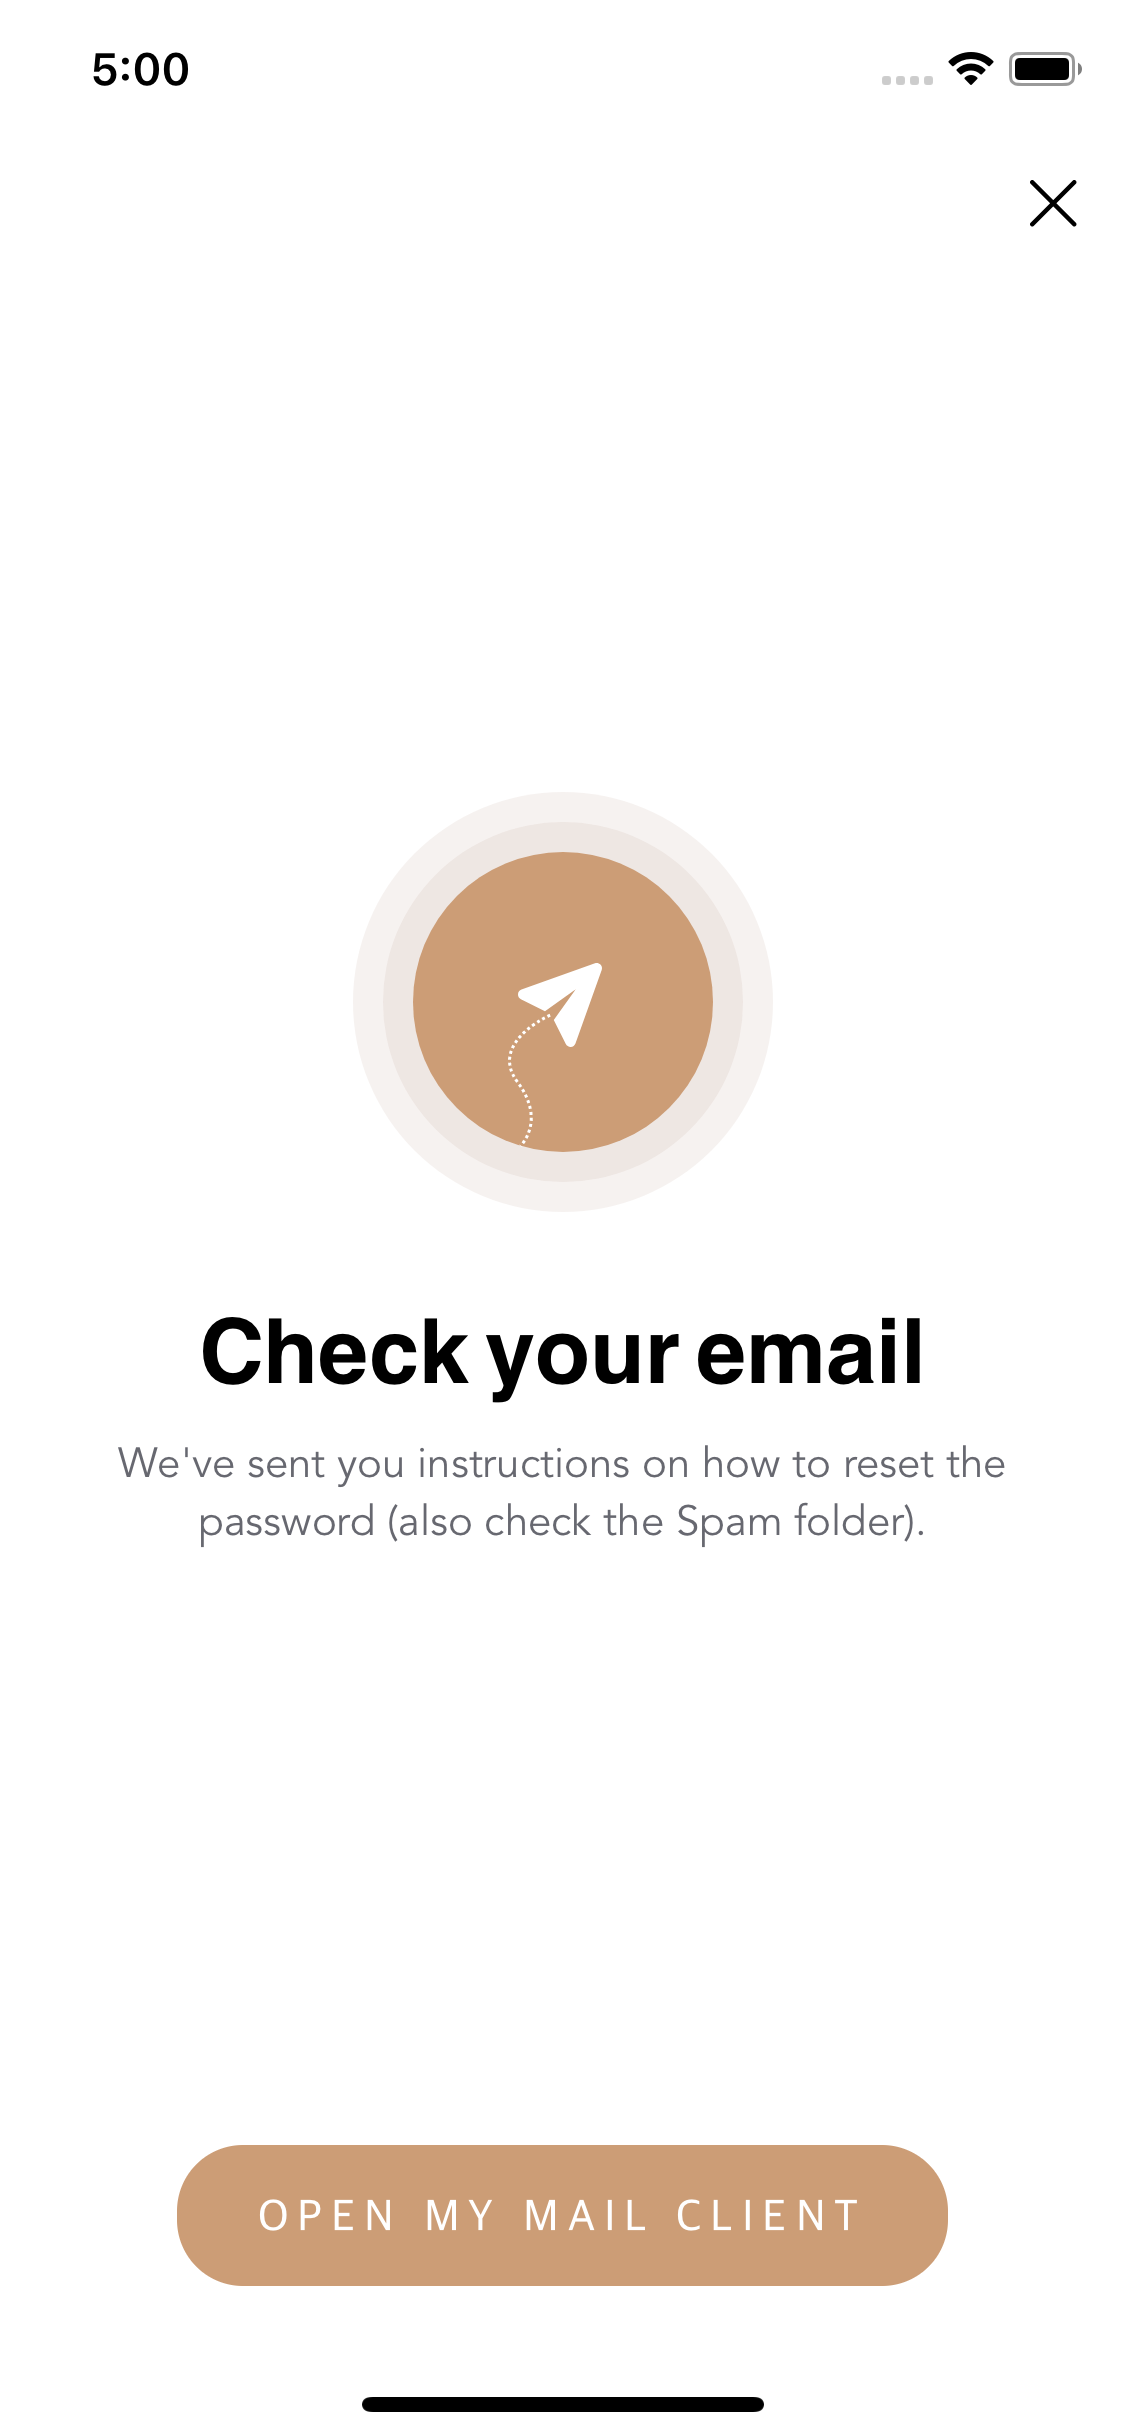 5:00
Check your email
We've sent you instructions on how to reset the
password (also check the Spam folder).
OPEN MY MAIL CLIENT